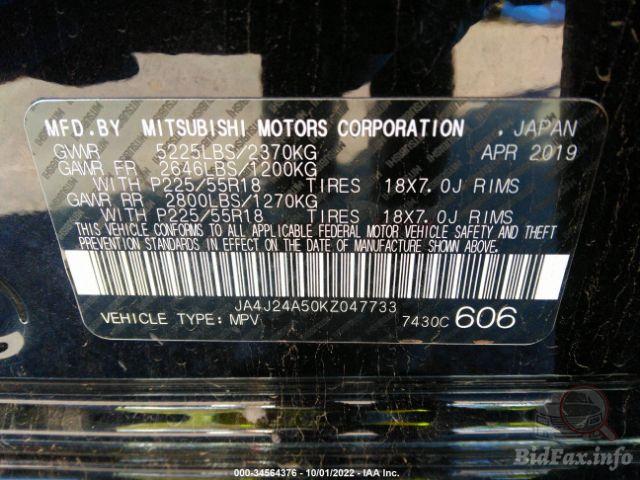 MFD.BY MITSUBISHI MOTORS CORPORATION . JAPAN
GVWR 5225LBS/2370KG APR 2019
GAWR FR 2646LBS/1200KG
WITH P225/55R18 TIRES 18X7.0J RIMS
GAWR RR 2800LBS/1270KG
WITH P225/55R18 TIRES 18X7.0J RIMS
THIS VEHICLE CONFORMS TO ALL APPLICABLE FEDERAL MOTOR VEHICLE SAFETY AND THEFT
PREVENTION STANDARDS IN EFFECT ON THE DATE OF MANUFACTURE SHOWN ABOVE.
JA4J24A50KZ047733
VEHICLE TYPE: MPV 7430C 606
BidFax.info
000-34564376 - 10/01/2022 - IAA Inc.